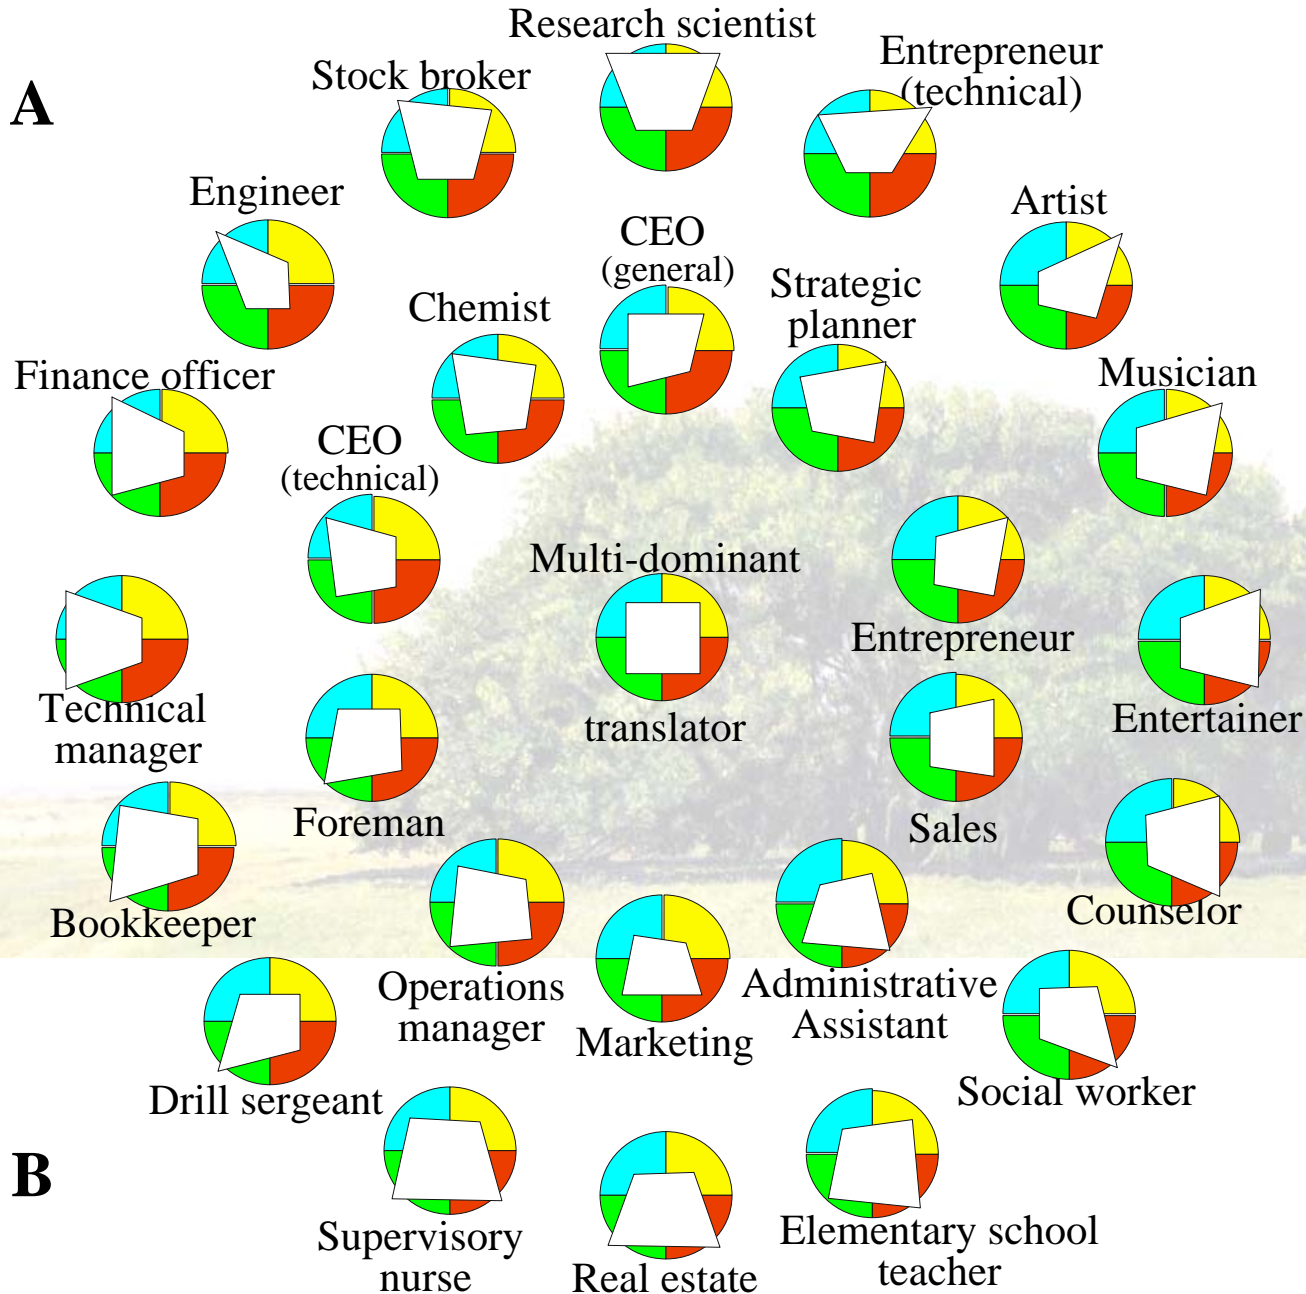 Research scientist
Entrepreneur
(technical)
Stock broker
A
Engineer
Artist
CEO
(general)
Strategic
planner
Chemist
Finance officer
Musician
CEO
(technical)
Multi-dominant
translator
Entrepreneur
Technical
manager
Entertainer
Foreman
Sales
Bookkeeper
Counselor
Operations
manager
Marketing
Administrative
Assistant
Drill sergeant
Social worker
B
Supervisory
nurse
Real estate
Elementary school
teacher